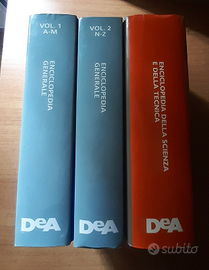 VOL. 1
A-M
ENCICLOPEDIA
GENERALE
DeA
VOL. 2
N-Z
ENCICLOPEDIA
GENERALE
DeA
ENCICLOPEDIA DELLA SCIENZA
E DELLA TECNICA
DeA
subito